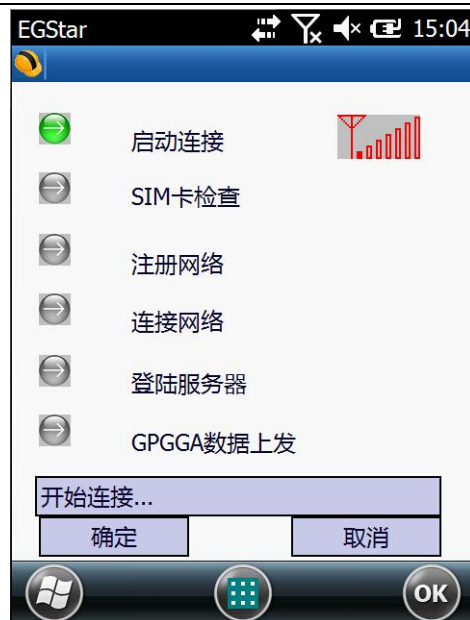 EGStar 15:04
启动连接
SIM卡检查
注册网络
连接网络
登陆服务器
GPGGA数据上发
开始连接...
确定 取消
OK